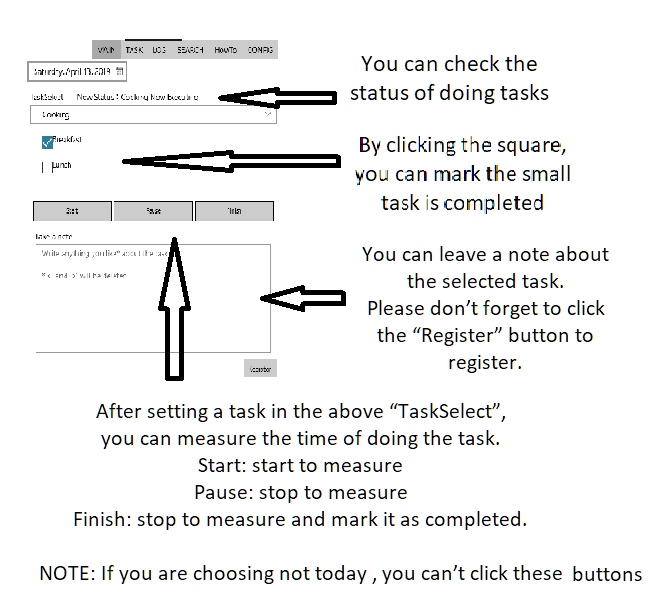 MAIN TASK LOG SEARCH HowTo CONFIG
Saturday, April 13, 2019
TaskSelect NowStatus : Cooking Now Executing
Cooking
Breakfast
Lunch
Start Pause Finish
Take a note
Write anything you like* about the task
will be deleted
Register
You can check the
status of doing tasks
By clicking the square,
you can mark the small
task is completed
You can leave a note about
the selected task.
Please don't forget to click
the “Register” button to
register.
After setting a task in the above “TaskSelect”,
you can measure the time of doing the task.
Start: start to measure
Pause: stop to measure
Finish: stop to measure and mark it as completed.
NOTE: If you are choosing not today , you can't click these buttons